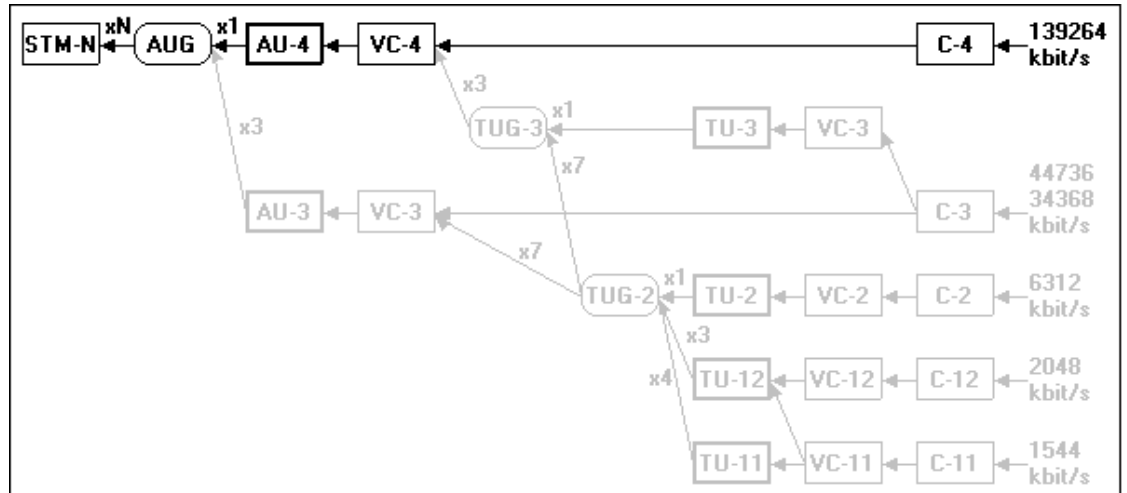 STM-N xN AUG x1 AU-4 VC-4 C-4 139264
kbit/s
x3
TUG-3 x1 TU-3 VC-3
x3
x7
44736
AU-3 VC-3 C-3 34368
kbit/s
x7
TUG-2 x1 TU-2 VC-2 C-2 6312
kbit/s
x3
x4 TU-12 VC-12 C-12 2048
kbit/s
TU-11 VC-11 C-11 1544
kbit/s